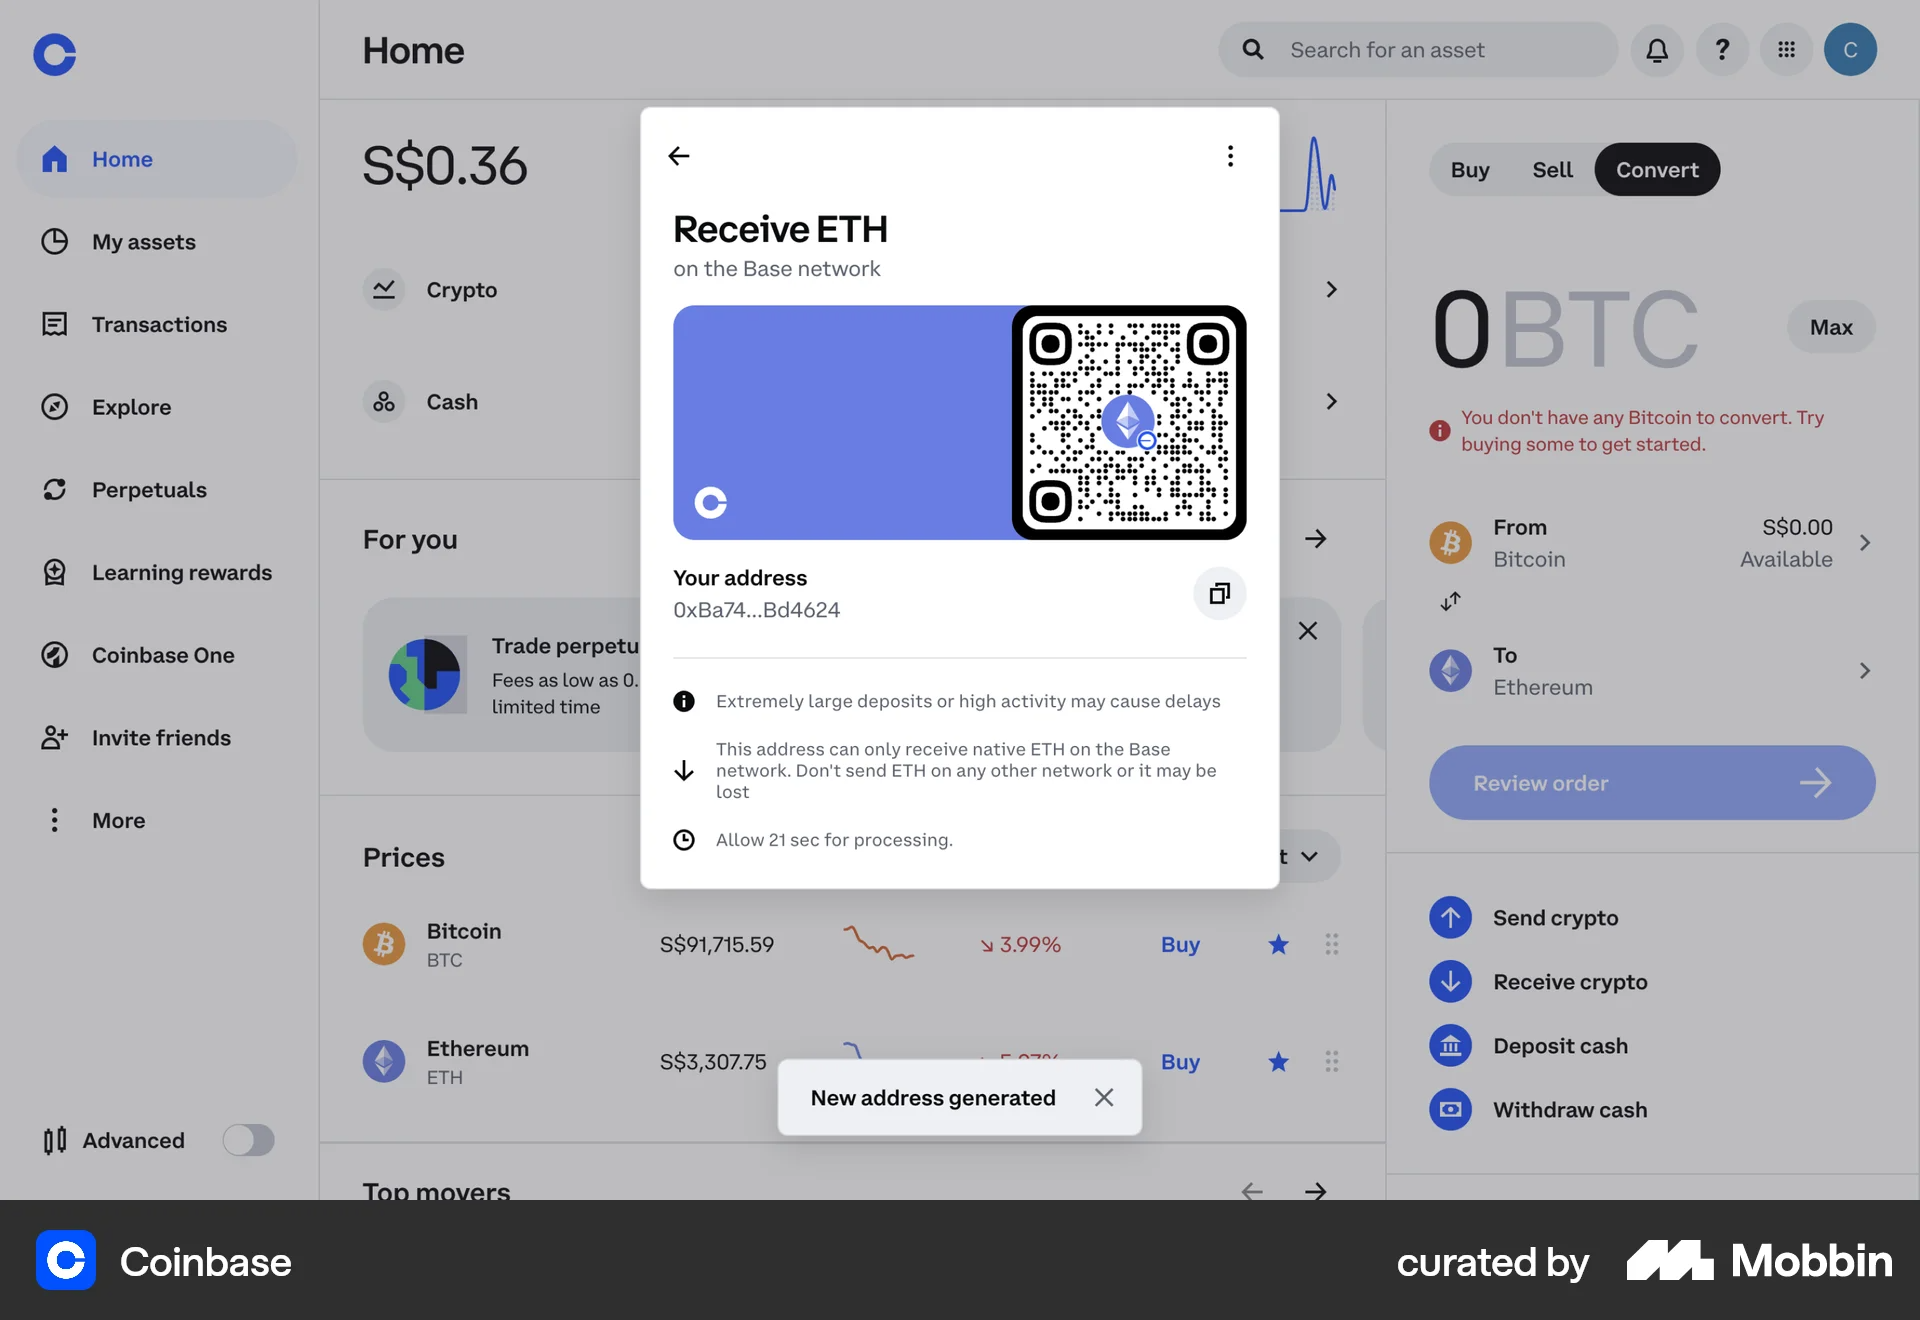 Home
Search for an asset
C
Home
My assets
Transactions
Explore
Perpetuals
Learning rewards
Coinbase One
Invite friends
More
Advanced
S$0.36
Crypto
Cash
For you
Trade perpetu
Fees as low as 0.
limited time
Prices
t
Bitcoin
BTC
S$91,715.59
3.99%
Buy
Ethereum
ETH
S$3,307.75
Buy
Top movers
Receive ETH
on the Base network
Your address
0xBa74...Bd4624
Extremely large deposits or high activity may cause delays
This address can only receive native ETH on the Base
network. Don't send ETH on any other network or it may be
lost
Allow 21 sec for processing.
New address generated
Buy
Sell
Convert
0BTC
Max
You don't have any Bitcoin to convert. Try
buying some to get started.
From
Bitcoin
S$0.00
Available
To
Ethereum
Review order
Send crypto
Receive crypto
Deposit cash
Withdraw cash
Coinbase
curated by
Mobbin